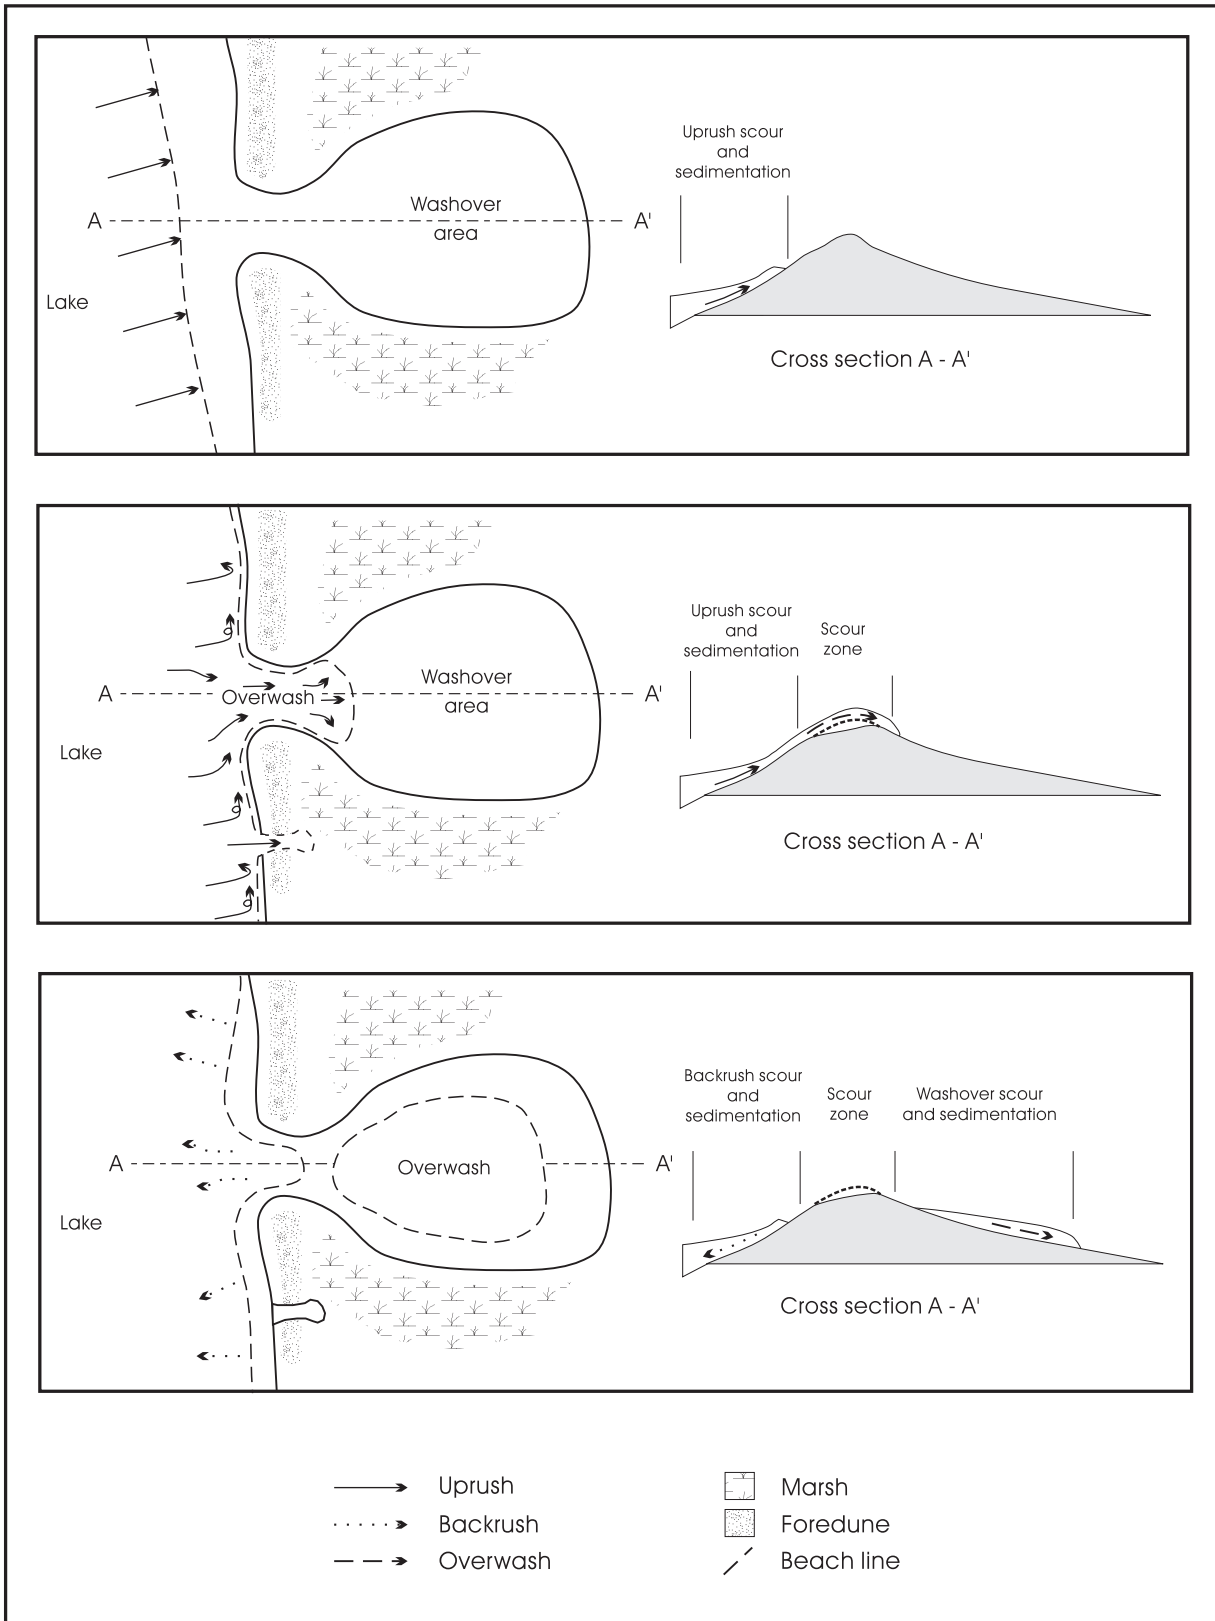 Uprush scour
and
sedimentation
A
Washover
area
A'
Lake
Cross section A - A'
Uprush scour
and
sedimentation
Scour
zone
A
Overwash
Washover
area
A'
Lake
Cross section A - A'
Backrush scour
and
sedimentation
Scour
zone
Washover scour
and sedimentation
A
Overwash
A'
Lake
Cross section A - A'
Uprush
Backrush
Overwash
Marsh
Foredune
Beach line